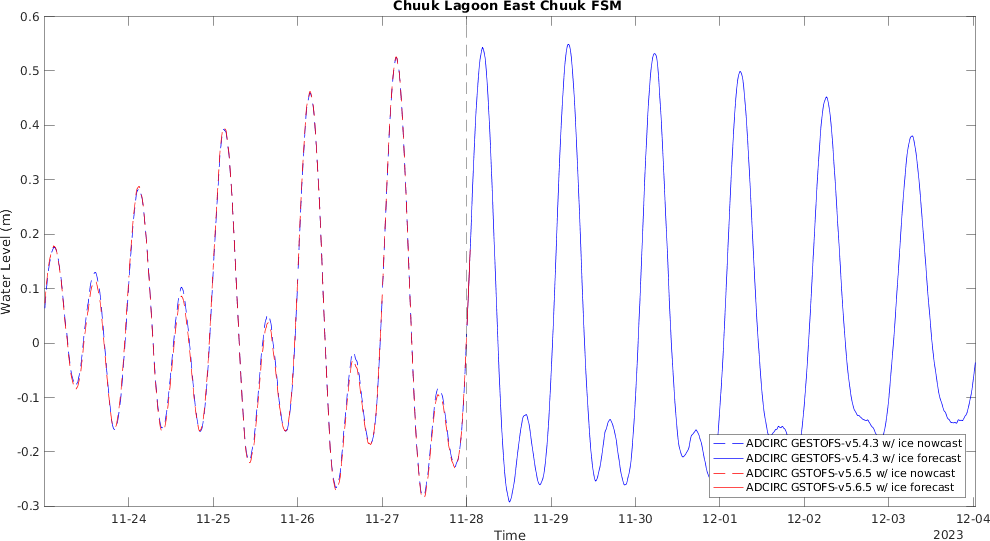 Chuuk Lagoon East Chuuk FSM
0.6
0.5
0.4
0.3
0.2
0.1
0
-0.1
-0.2
-0.3
Water Level (m)
ADCIRC GESTOFS-v5.4.3 w/ ice nowcast
ADCIRC GESTOFS-v5.4.3 w/ ice forecast
ADCIRC GSTOFS-v5.6.5 w/ ice nowcast
ADCIRC GSTOFS-v5.6.5 w/ ice forecast
11-24 11-25 11-26 11-27 11-28 11-29 11-30 12-01 12-02 12-03 12-04
Time
2023